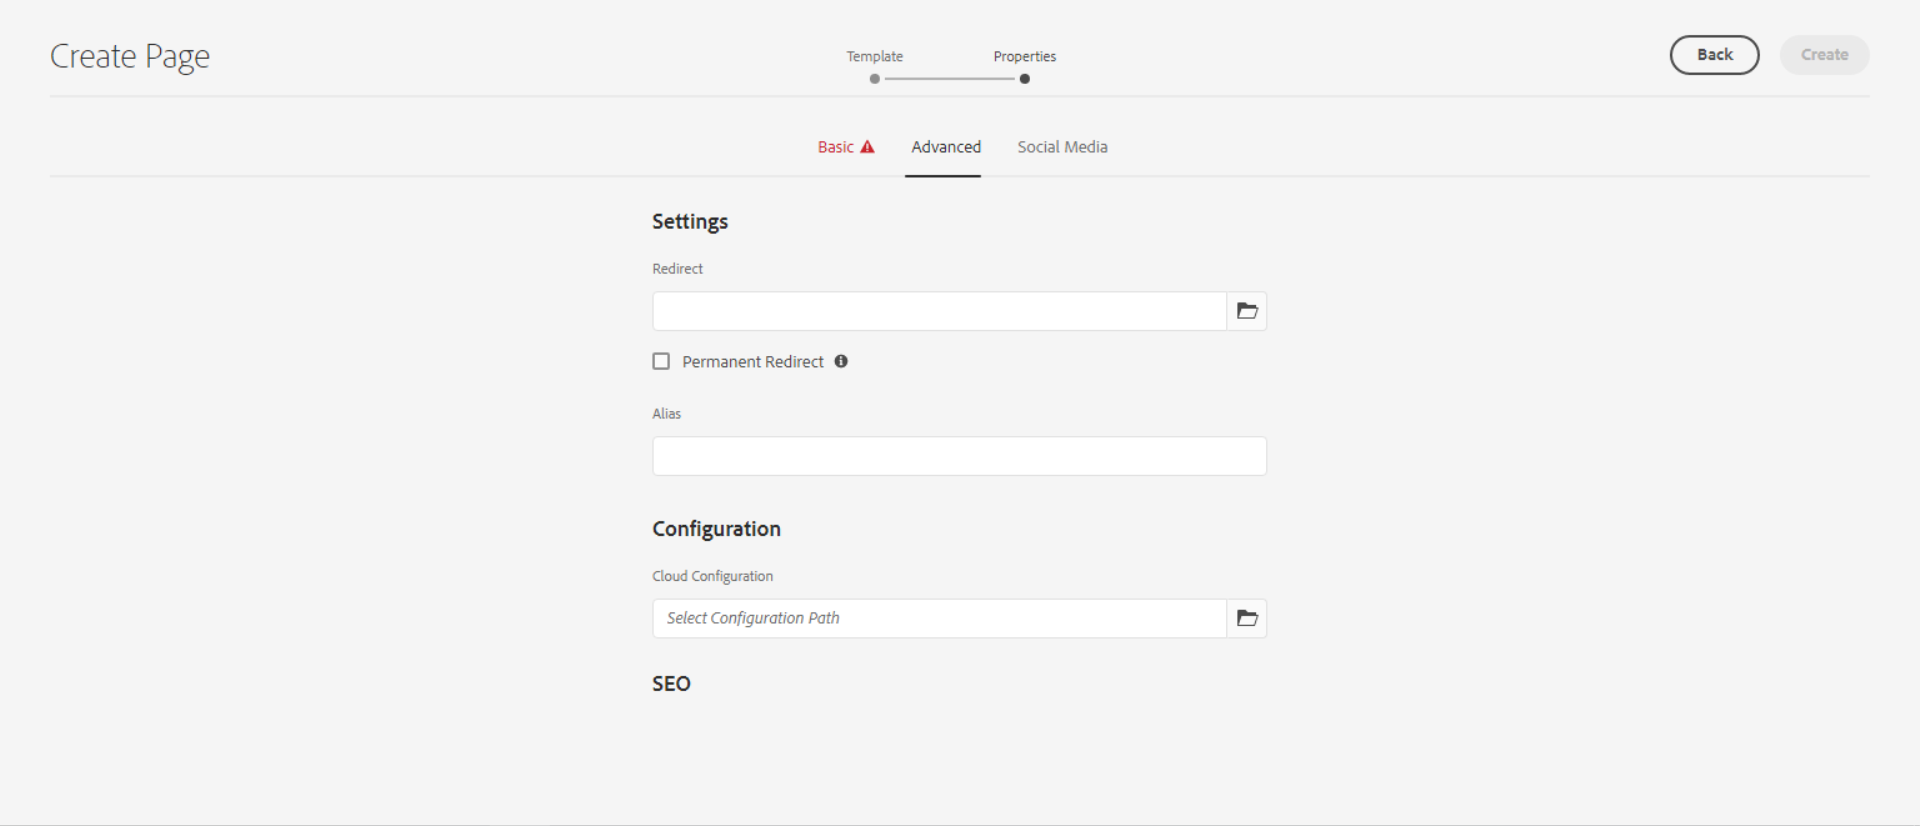 Create Page
Template
Properties
Back
Create
Basic
Advanced
Social Media
Settings
Redirect
Permanent Redirect
Alias
Configuration
Cloud Configuration
Select Configuration Path
SEO